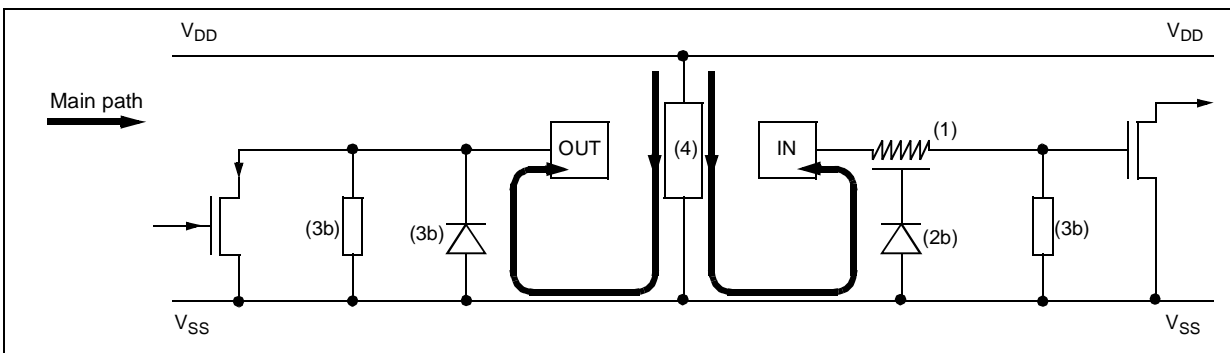 VDD
VDD
Main path
OUT
(4)
IN
(1)
(3b)
(3b)
(2b)
(3b)
VSS
VSS